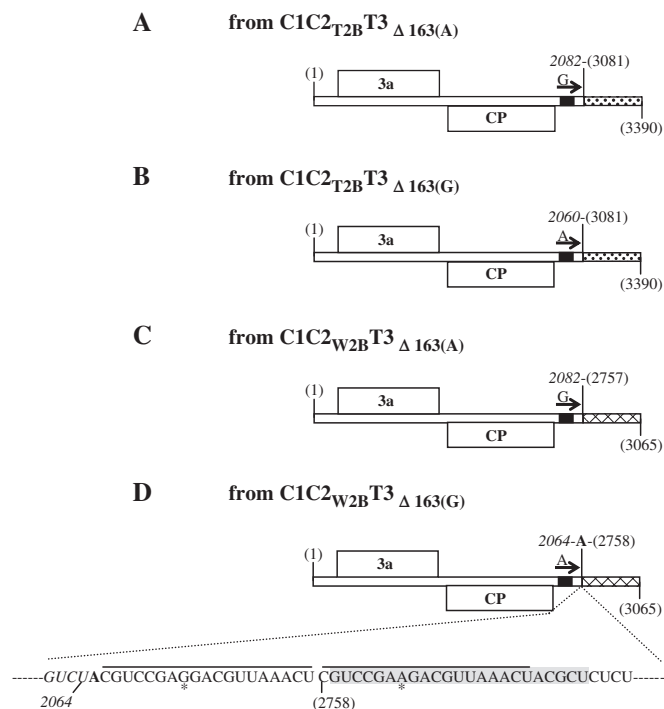 A from C1C2T2BT3 Δ 163(A)
2082-(3081)
(1) G
3a
CP
(3390)
B from C1C2T2BT3 Δ 163(G)
2060-(3081)
(1) A
3a
CP
(3390)
C from C1C2W2BT3 Δ 163(A)
2082-(2757)
(1) G
3a
CP
(3065)
D from C1C2W2BT3 Δ 163(G)
2064-A-(2758)
(1) A
3a
CP
(3065)
-----GUCUACGUCCGAGGACGUUAAACU CGUCCGAAGACGUUAAACUACGCUCUCU------
* *
2064 (2758)